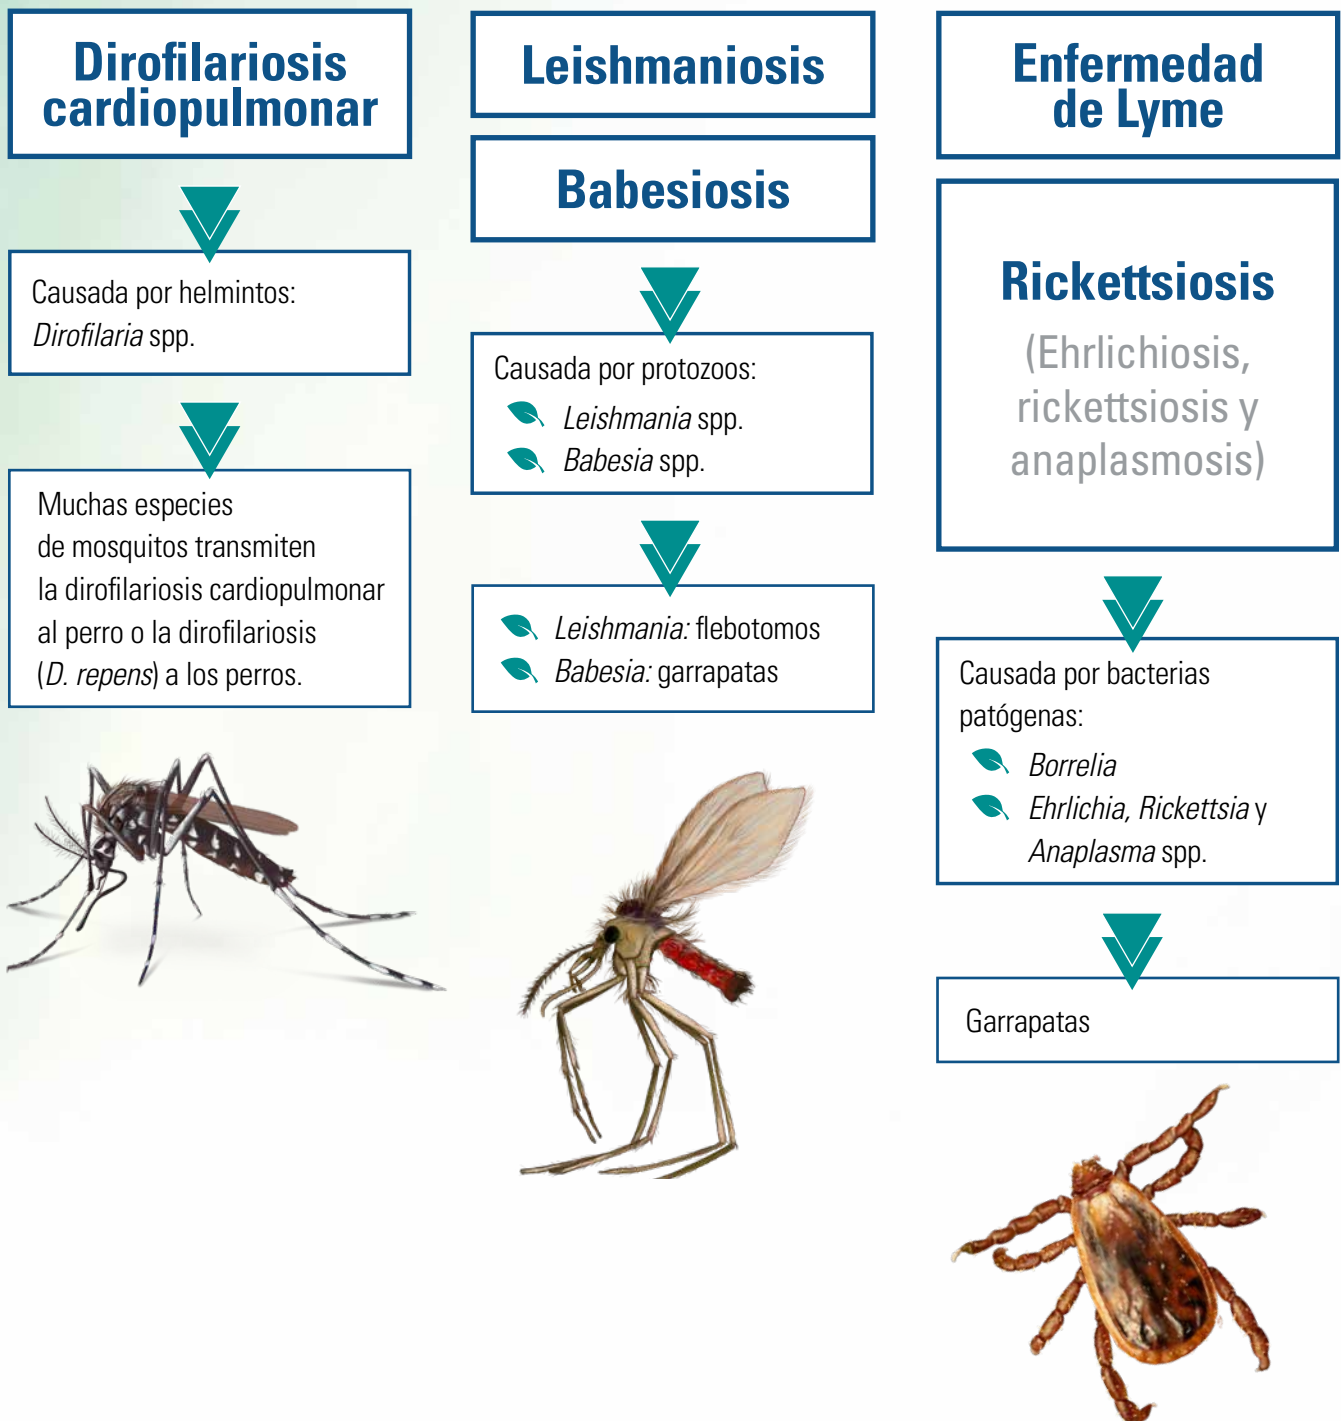 Dirofilariosis
cardiopulmonar
Causada por helmintos:
Dirofilaria spp.
Muchas especies
de mosquitos transmiten
la dirofilariosis cardiopulmonar
al perro o la dirofilariosis
(D. repens) a los perros.
Leishmaniosis
Babesiosis
Causada por protozoos:
Leishmania spp.
Babesia spp.
Leishmania: flebotomos
Babesia: garrapatas
Enfermedad
de Lyme
Rickettsiosis
(Ehrlichiosis,
rickettsiosis y
anaplasmosis)
Causada por bacterias
patógenas:
Borrelia
Ehrlichia, Rickettsia y
Anaplasma spp.
Garrapatas